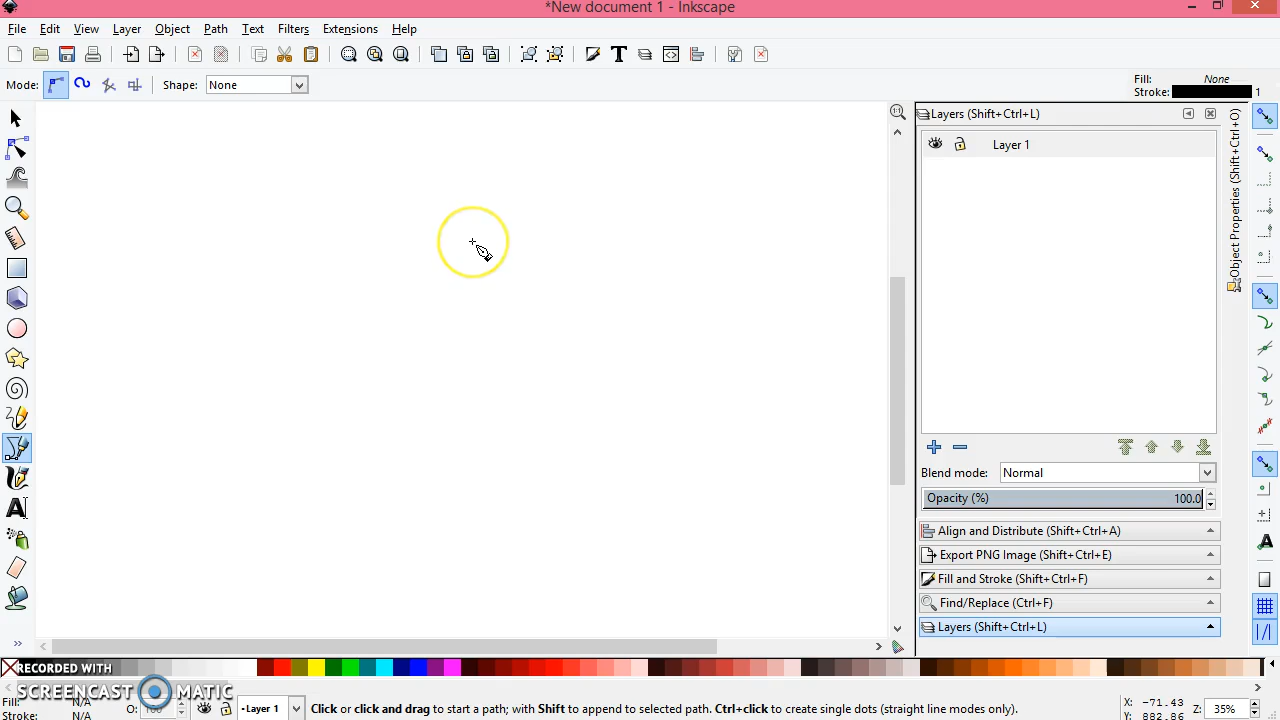 *New document 1 - Inkscape
File Edit View Layer Object Path Text Filters Extensions Help
Mode: Shape: None
Fill: None
Stroke: 1
Layers (Shift+Ctrl+L)
Layer 1
Object Properties (Shift+Ctrl+O)
Blend mode: Normal
Opacity (%) 100.0
Align and Distribute (Shift+Ctrl+A)
Export PNG Image (Shift+Ctrl+E)
Fill and Stroke (Shift+Ctrl+F)
Find/Replace (Ctrl+F)
Layers (Shift+Ctrl+L)
RECORDED WITH
SCREENCAST MATIC
Fill: N/A
Stroke: N/A
O: 100
Layer 1
Click or click and drag to start a path; with Shift to append to selected path. Ctrl+click to create single dots (straight line modes only).
X: -71.43
Y: 882.86
Z: 35%